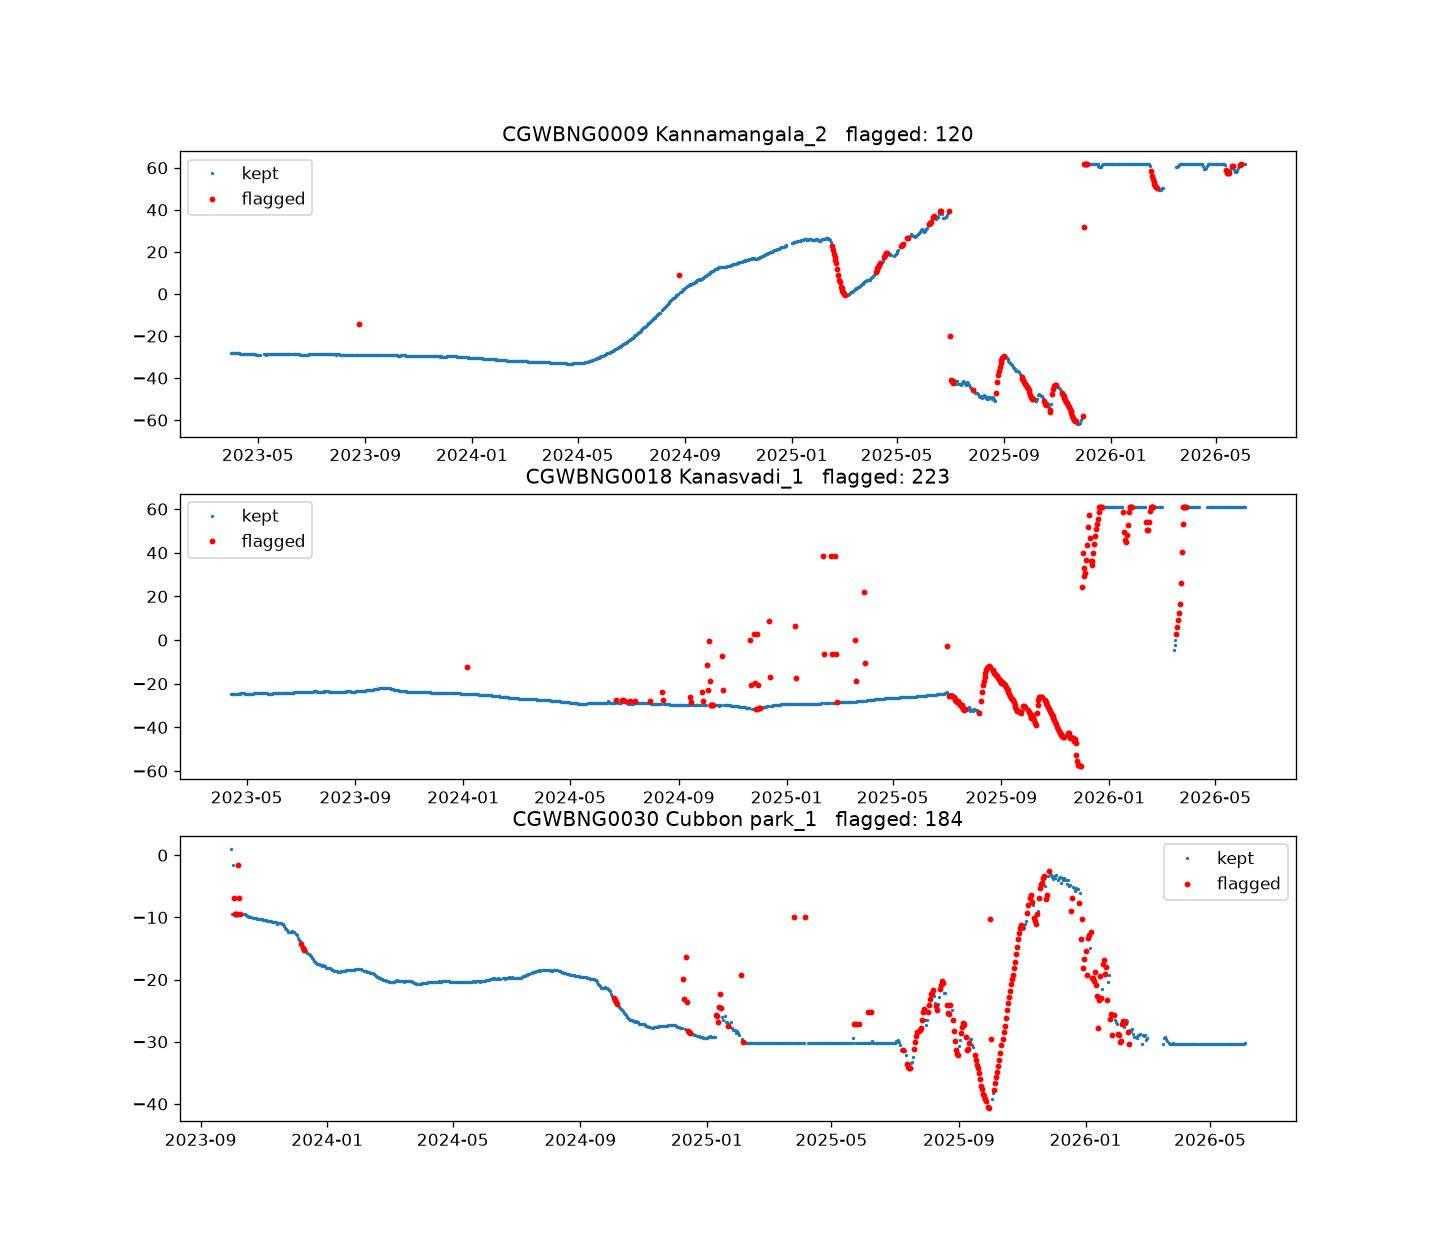 CGWBNG0009 Kannamangala_2   flagged: 120
kept
flagged
60
40
20
0
−20
−40
−60
2023-05 2023-09 2024-01 2024-05 2024-09 2025-01 2025-05 2025-09 2026-01 2026-05
CGWBNG0018 Kanasvadi_1   flagged: 223
kept
flagged
60
40
20
0
−20
−40
−60
2023-05 2023-09 2024-01 2024-05 2024-09 2025-01 2025-05 2025-09 2026-01 2026-05
CGWBNG0030 Cubbon park_1   flagged: 184
kept
flagged
0
−10
−20
−30
−40
2023-09 2024-01 2024-05 2024-09 2025-01 2025-05 2025-09 2026-01 2026-05